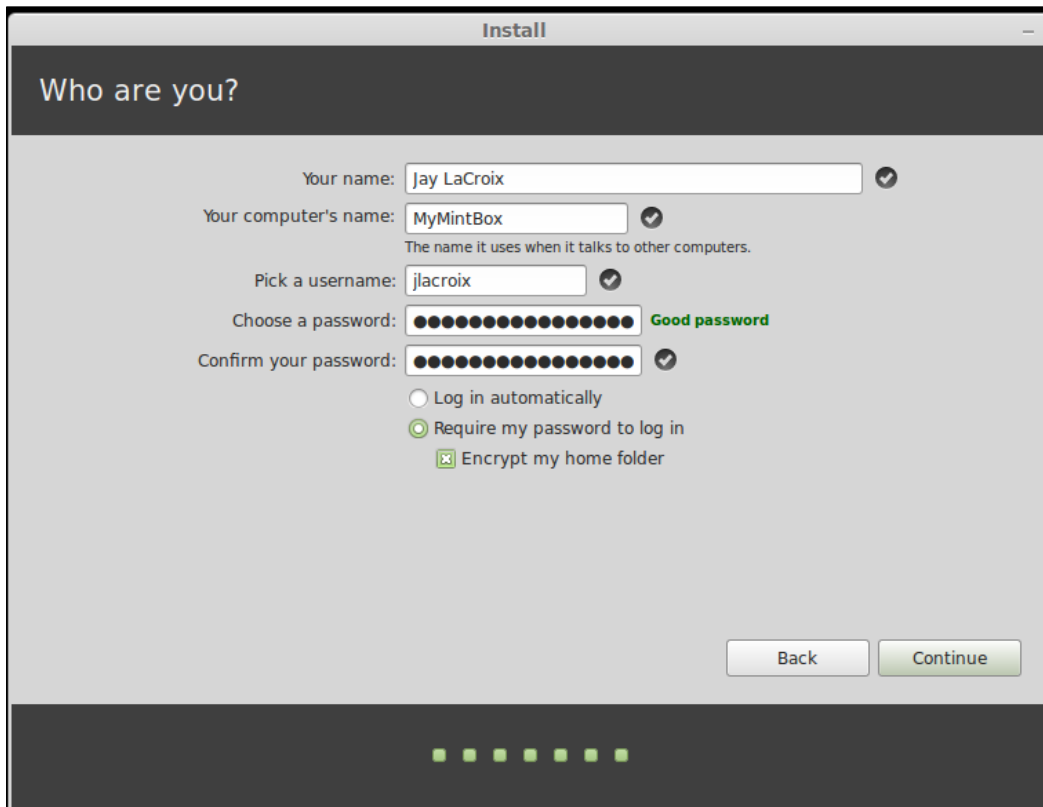 Install
Who are you?
Your name: Jay LaCroix
Your computer's name: MyMintBox
The name it uses when it talks to other computers.
Pick a username: jlacroix
Choose a password: ●●●●●●●●●●●●●●●● Good password
Confirm your password: ●●●●●●●●●●●●●●●●
Log in automatically
Require my password to log in
Encrypt my home folder
Back Continue